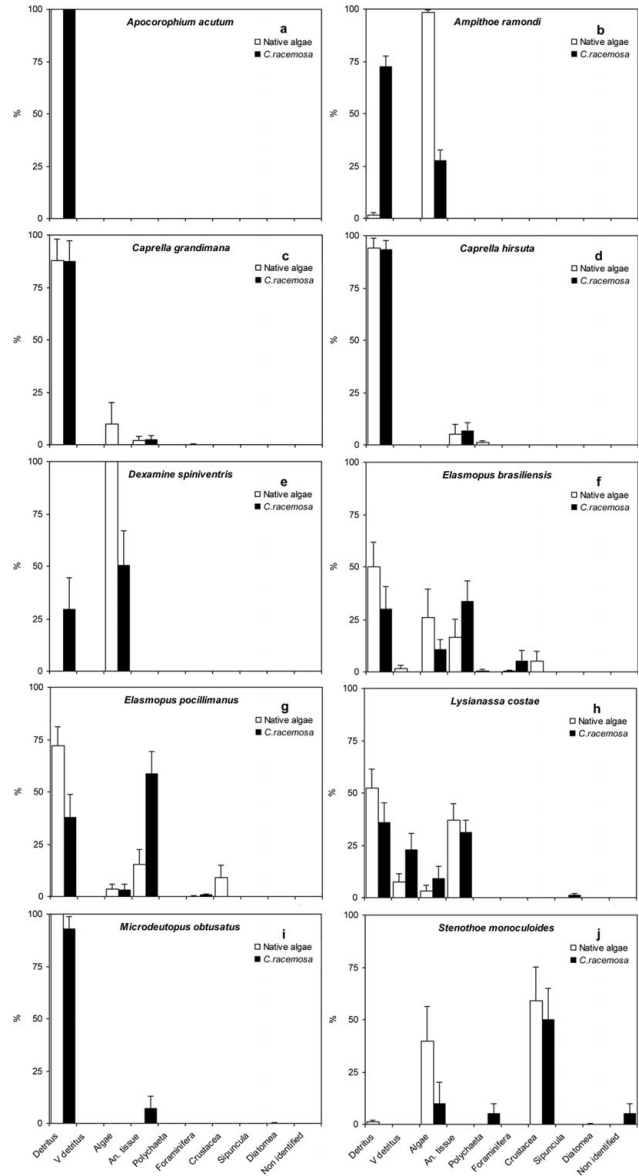 Apocorophium acutum
a
Native algae
C.racemosa
100
75
50
25
0
%
Ampithoe ramondi
b
Native algae
C.racemosa
100
75
50
25
0
%
Caprella grandimana
c
Native algae
C.racemosa
100
75
50
25
0
%
Caprella hirsuta
d
Native algae
C.racemosa
100
75
50
25
0
%
Dexamine spiniventris
e
Native algae
C.racemosa
100
75
50
25
0
%
Elasmopus brasiliensis
f
Native algae
C.racemosa
100
75
50
25
0
%
Elasmopus pocillimanus
g
Native algae
C.racemosa
100
75
50
25
0
%
Lysianassa costae
h
Native algae
C.racemosa
100
75
50
25
0
%
Microdeutopus obtusatus
i
Native algae
C.racemosa
100
75
50
25
0
%
Detritus
V detritus
Algae
An. tissue
Polychaeta
Foraminifera
Crustacea
Sipuncula
Diatomea
Non identified
Stenothoe monoculoides
j
Native algae
C.racemosa
100
75
50
25
0
%
Detritus
V detritus
Algae
An. tissue
Polychaeta
Foraminifera
Crustacea
Sipuncula
Diatomea
Non identified